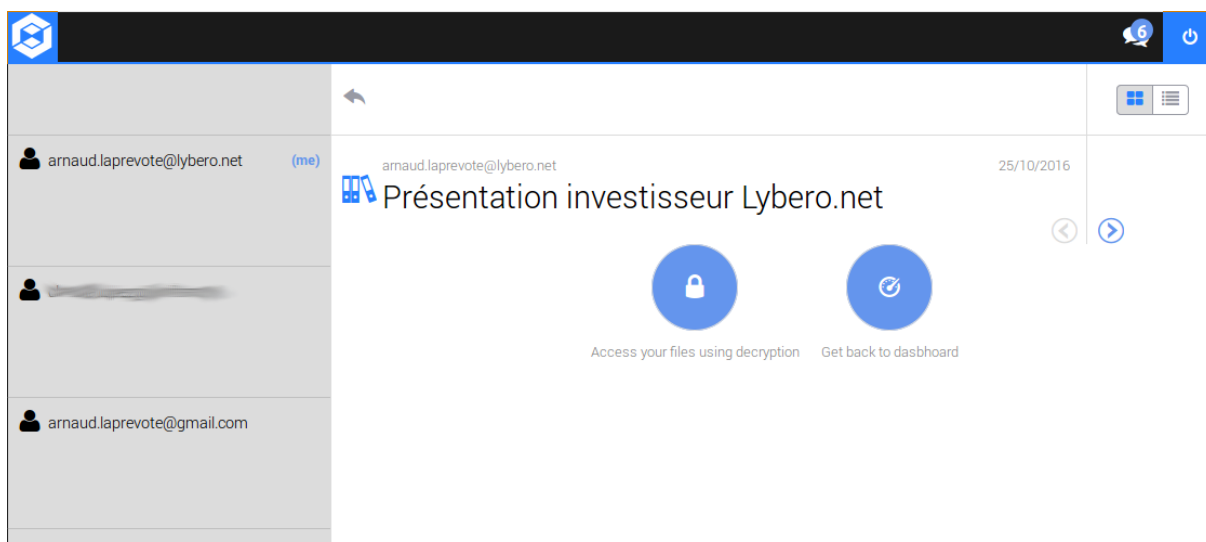 6
arnaud.laprevote@lybero.net (me)
arnaud.laprevote@gmail.com
arnaud.laprevote@lybero.net 25/10/2016
Présentation investisseur Lybero.net
Access your files using decryption Get back to dasbhoard